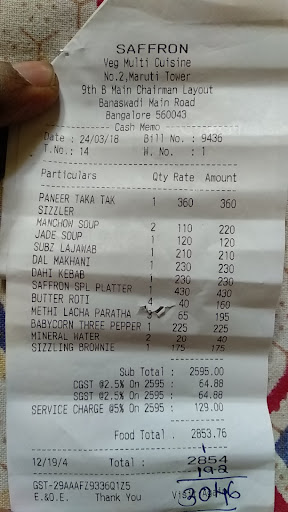 SAFFRON
Veg Multi Cuisine
No.2,Maruti Tower
9th B Main Chairman Layout
Banaswadi Main Road
Bangalore 560043
Cash Memo
Date : 24/03/18 Bill No. : 9436
T.No.: 14 W. No. : 1
Particulars Qty Rate Amount
PANEER TAKA TAK 1 360 360
SIZZLER
MANCHOW SOUP 2 110 220
JADE SOUP 1 120 120
SUBZ LAJAWAB 1 210 210
DAL MAKHANI 1 230 230
DAHI KEBAB 1 230 230
SAFFRON SPL PLATTER 1 430 430
BUTTER ROTI 4 40 160
METHI LACHA PARATHA 65 195
BABYCORN THREE PEPPER 1 225 225
MINERAL WATER 2 20 40
SIZZLING BROWNIE 1 175 175
Sub Total : 2595.00
CGST @2.5% On 2595 : 64.88
SGST @2.5% On 2595 : 64.88
SERVICE CHARGE @5% On 2595 : 129.00
Food Total : 2853.76
12/19/4 Total : 2854
192
GST-29AAAFZ9336Q1Z5
3046
E.&O.E. Thank You